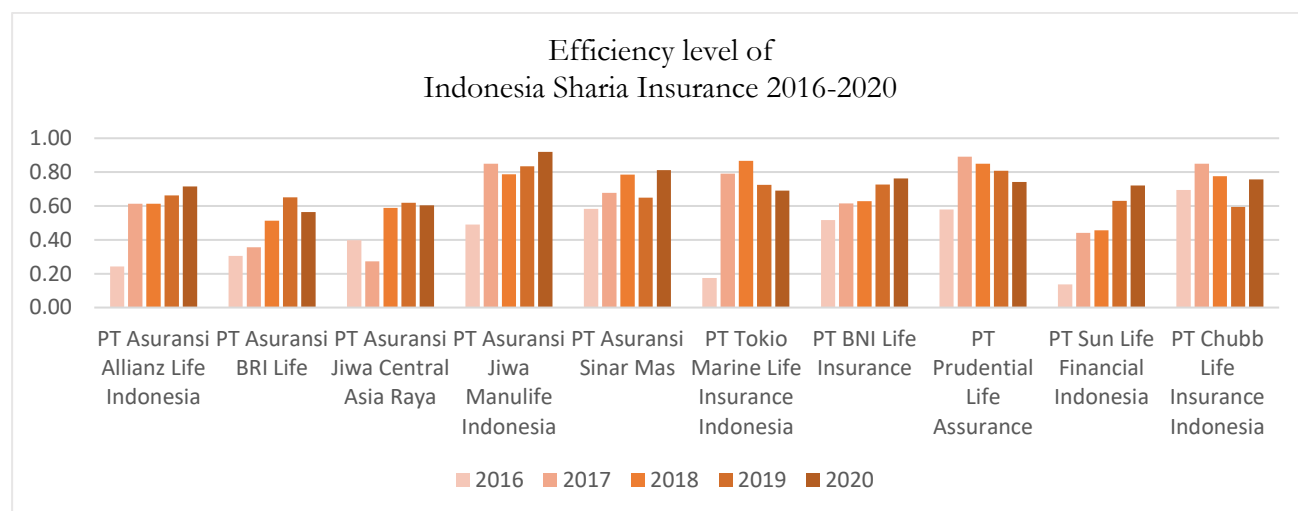 Efficiency level of
Indonesia Sharia Insurance 2016-2020
1.00
0.80
0.60
0.40
0.20
0.00
PT Asuransi
Allianz Life
Indonesia
PT Asuransi
BRI Life
PT Asuransi
Jiwa Central
Asia Raya
PT Asuransi
Jiwa
Manulife
Indonesia
PT Asuransi
Sinar Mas
PT Tokio
Marine Life
Insurance
Indonesia
PT BNI Life
Insurance
PT
Prudential
Life
Assurance
PT Sun Life
Financial
Indonesia
PT Chubb
Life
Insurance
Indonesia
2016 2017 2018 2019 2020